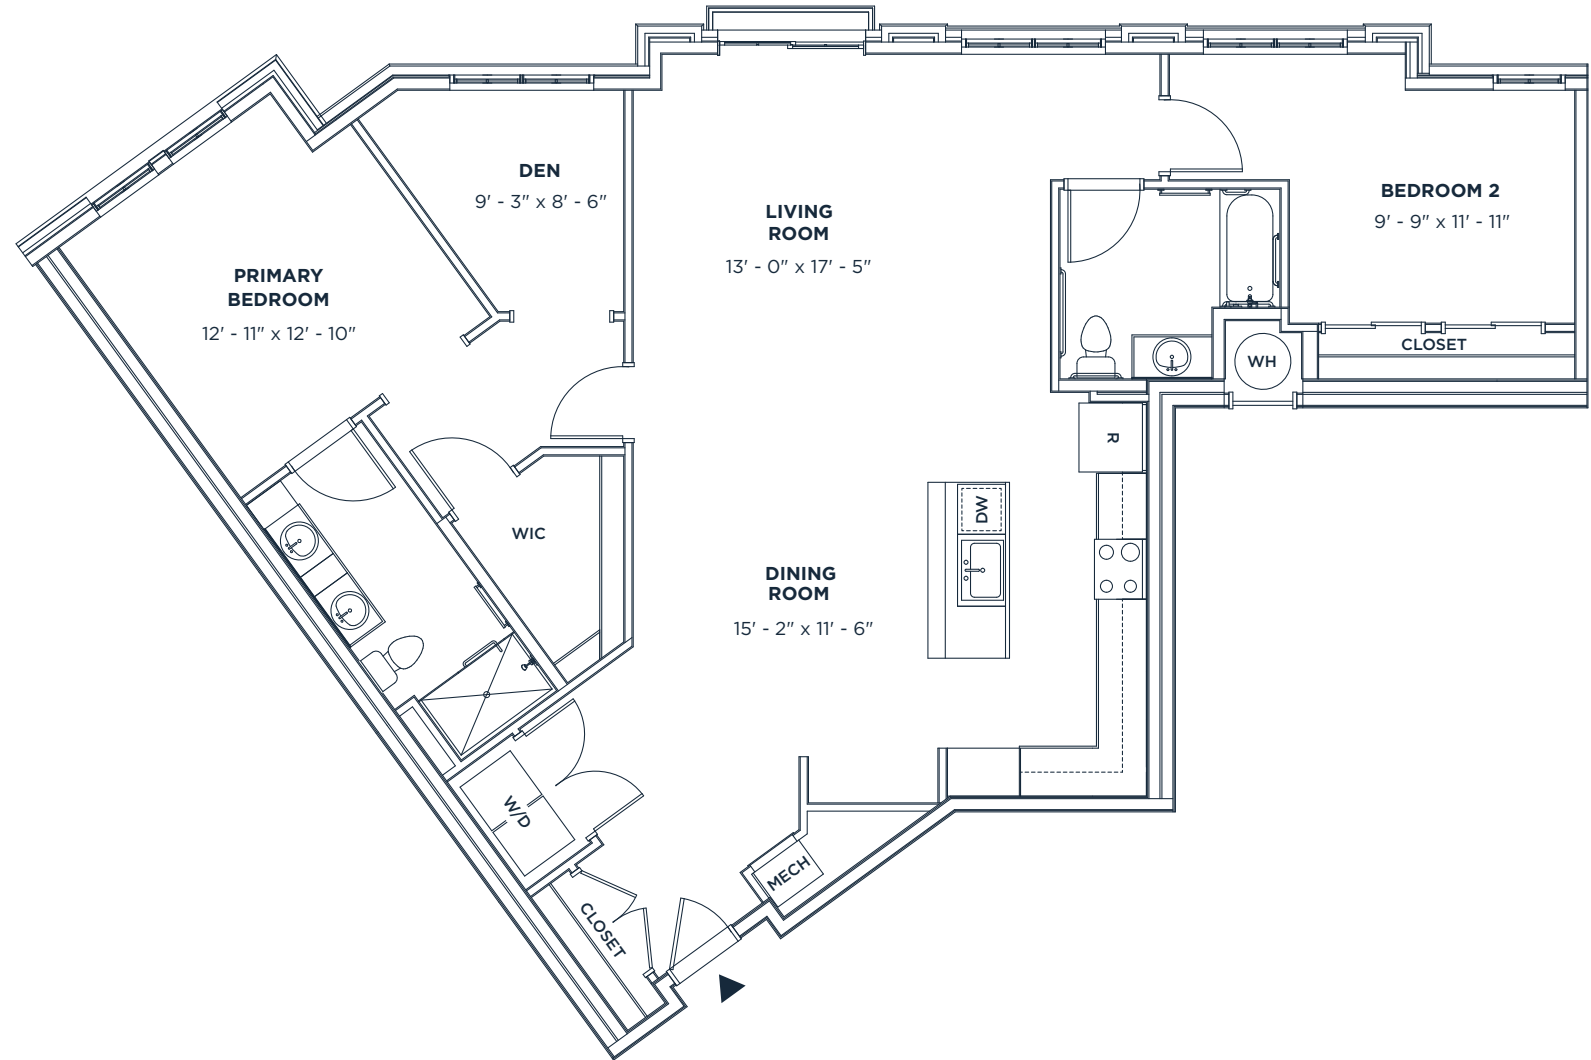 DEN
9' - 3" x 8' - 6"
LIVING
ROOM
13' - 0" x 17' - 5"
BEDROOM 2
9' - 9" x 11' - 11"
PRIMARY
BEDROOM
12' - 11" x 12' - 10"
CLOSET
WH
R
DW
WIC
DINING
ROOM
15' - 2" x 11' - 6"
W/D
MECH
CLOSET